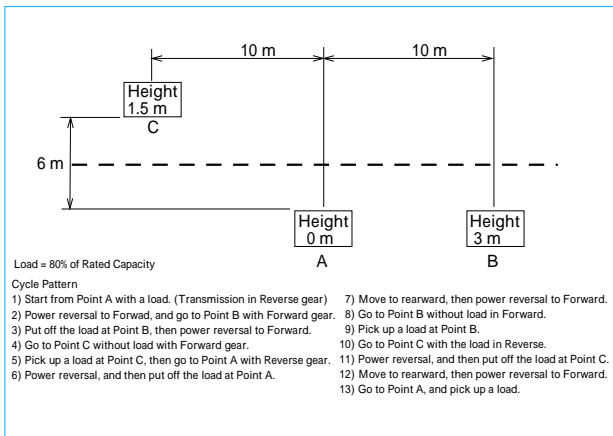 10 m
10 m
Height
1.5 m
C
6 m
Height
0 m
A
Height
3 m
B
Load = 80% of Rated Capacity
Cycle Pattern
1) Start from Point A with a load. (Transmission in Reverse gear)
2) Power reversal to Forwad, and go to Point B with Forward gear.
3) Put off the load at Point B, then power reversal to Forward.
4) Go to Point C without load with Forward gear.
5) Pick up a load at Point C, then go to Point A with Reverse gear.
6) Power reversal, and then put off the load at Point A.
7) Move to rearward, then power reversal to Forward.
8) Go to Point B without load in Forward.
9) Pick up a load at Point B.
10) Go to Point C with the load in Reverse.
11) Power reversal, and then put off the load at Point C.
12) Move to rearward, then power reversal to Forward.
13) Go to Point A, and pick up a load.